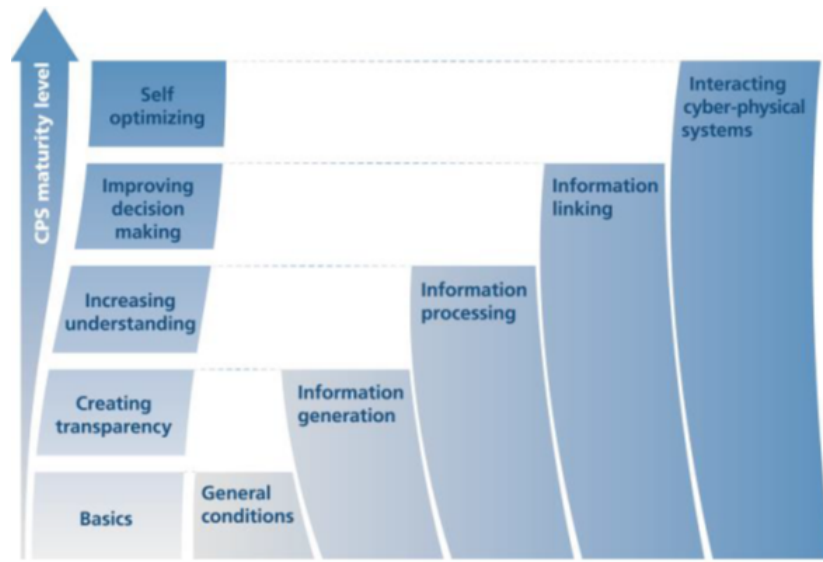 CPS maturity level
Self
optimizing
Improving
decision
making
Increasing
understanding
Creating
transparency
Basics
General
conditions
Information
generation
Information
processing
Information
linking
Interacting
cyber-physical
systems